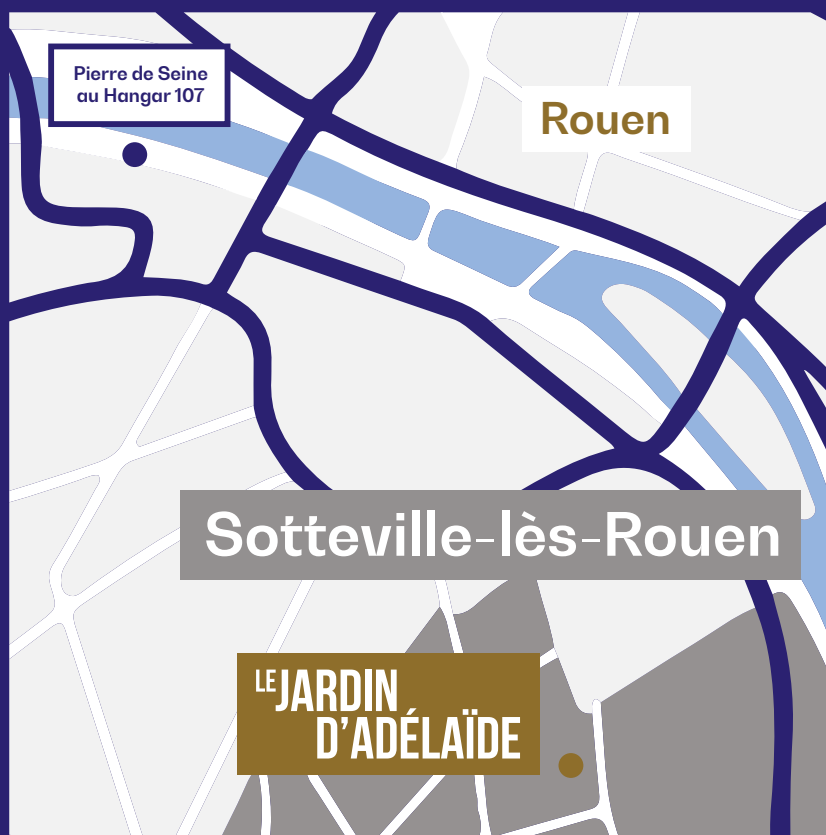 Pierre de Seine
au Hangar 107
Rouen
Sotteville-lès-Rouen
LE JARDIN
D'ADÉLAÏDE